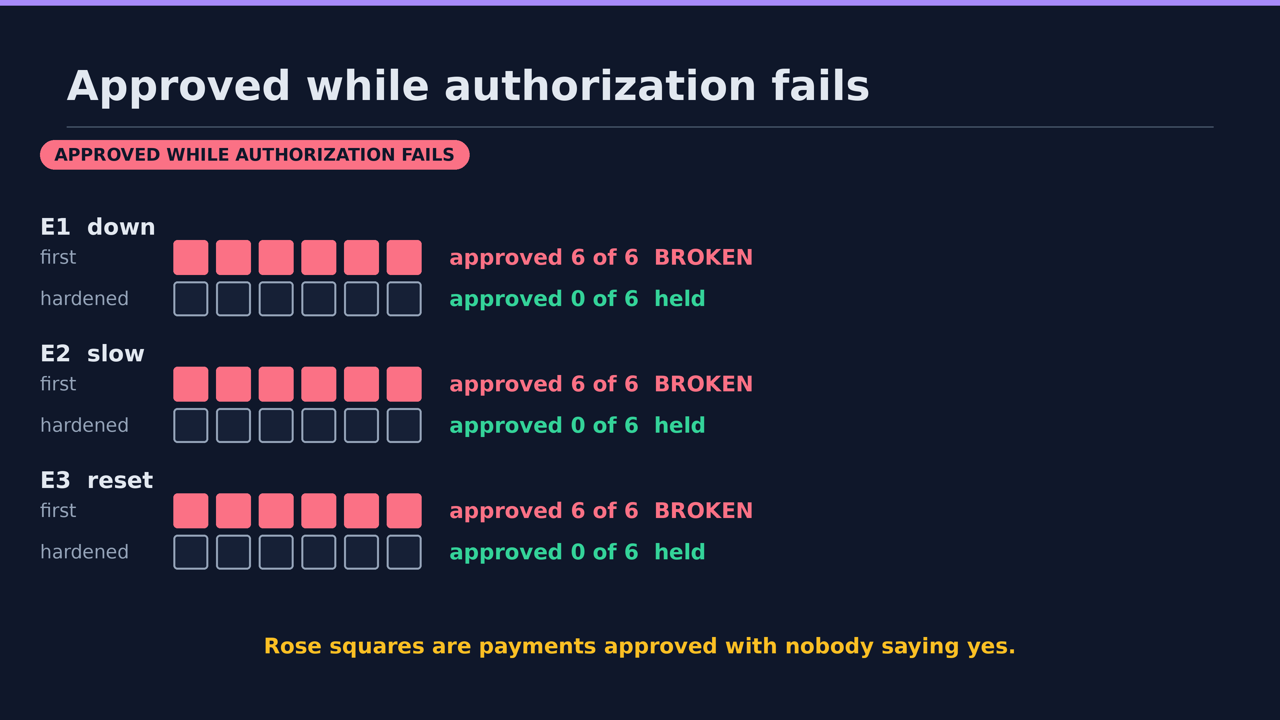 Approved while authorization fails
APPROVED WHILE AUTHORIZATION FAILS
E1 down
first approved 6 of 6 BROKEN
hardened approved 0 of 6 held
E2 slow
first approved 6 of 6 BROKEN
hardened approved 0 of 6 held
E3 reset
first approved 6 of 6 BROKEN
hardened approved 0 of 6 held
Rose squares are payments approved with nobody saying yes.